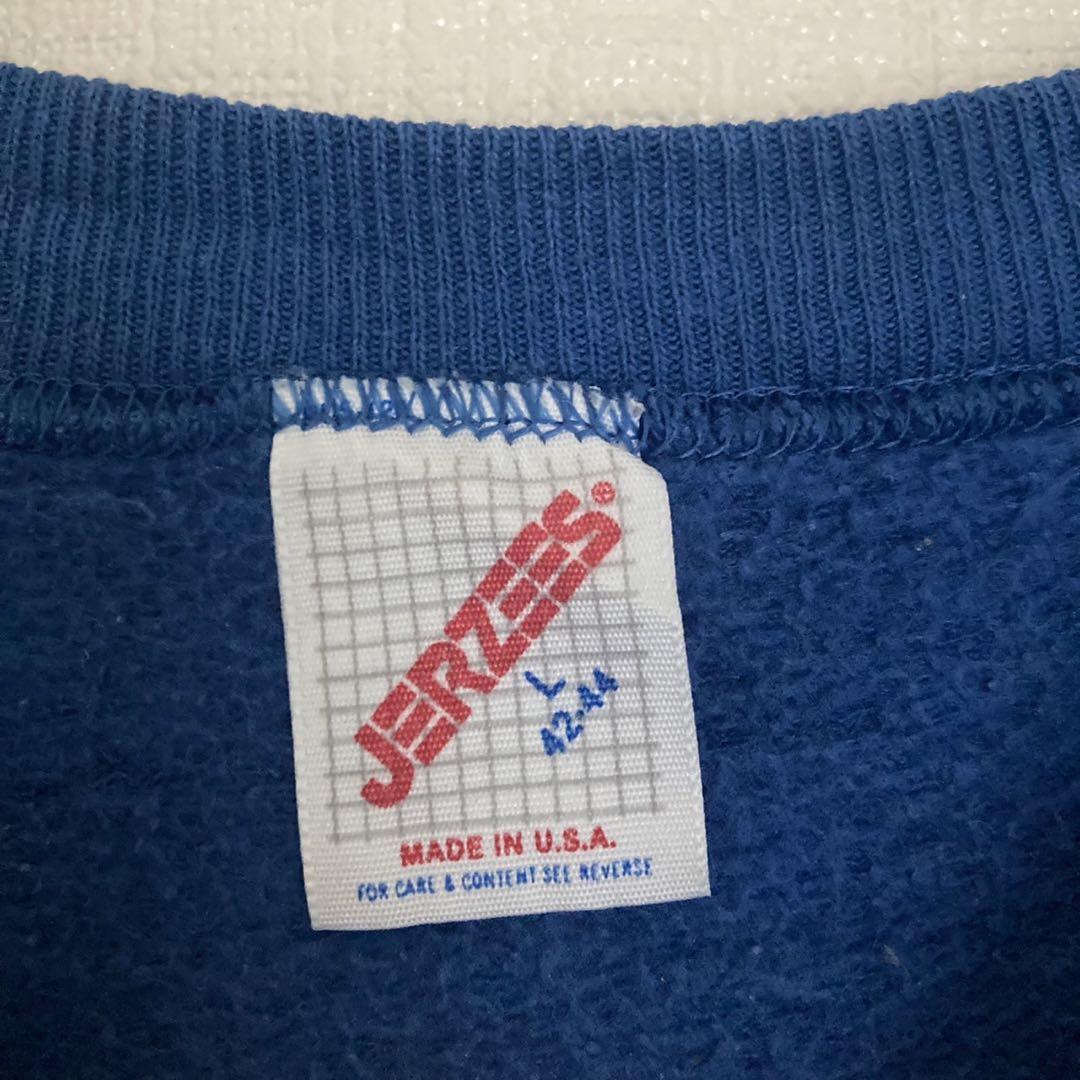 JERZEES®
L
42-44
MADE IN U.S.A.
FOR CARE & CONTENT SEE REVERSE